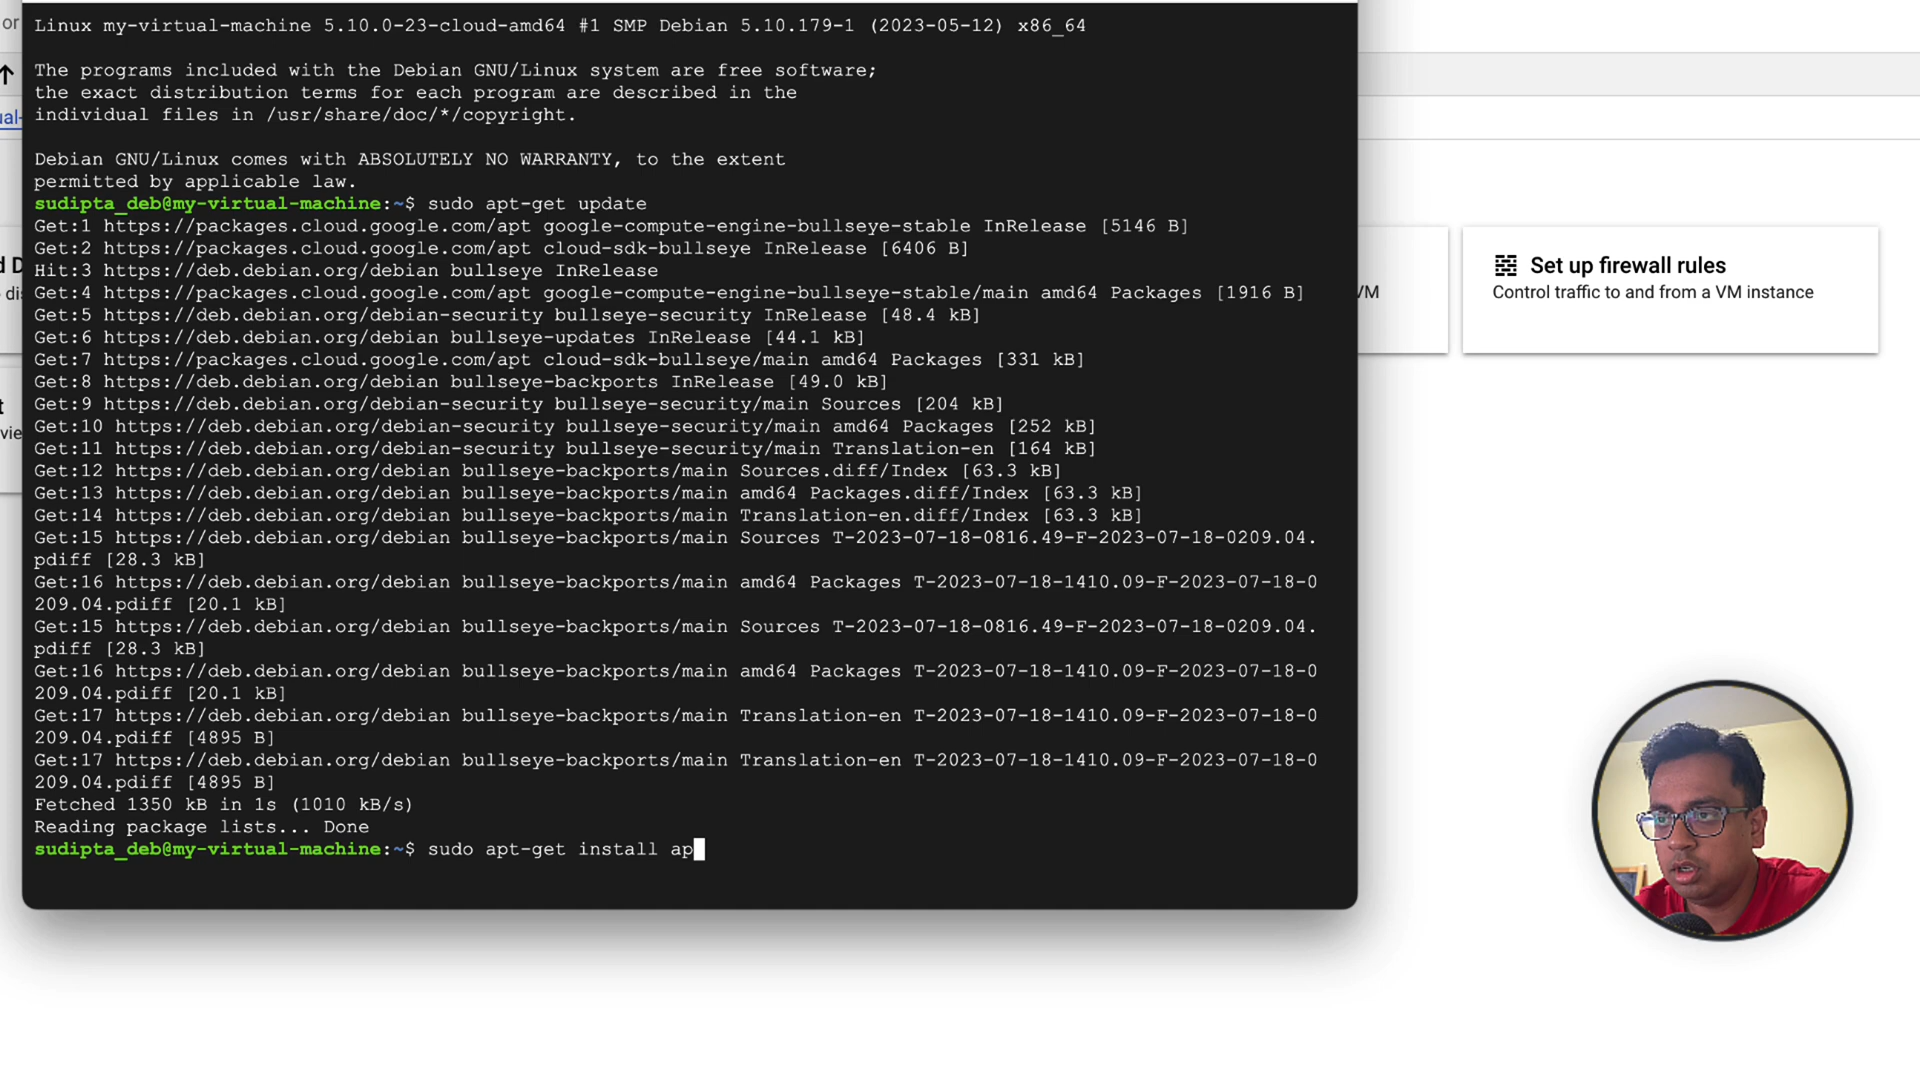 or
Linux my-virtual-machine 5.10.0-23-cloud-amd64 #1 SMP Debian 5.10.179-1 (2023-05-12) x86_64
The programs included with the Debian GNU/Linux system are free software;
the exact distribution terms for each program are described in the
individual files in /usr/share/doc/*/copyright.
Debian GNU/Linux comes with ABSOLUTELY NO WARRANTY, to the extent
permitted by applicable law.
sudipta_deb@my-virtual-machine:~$ sudo apt-get update
Get:1 https://packages.cloud.google.com/apt google-compute-engine-bullseye-stable InRelease [5146 B]
Get:2 https://packages.cloud.google.com/apt cloud-sdk-bullseye InRelease [6406 B]
Hit:3 https://deb.debian.org/debian bullseye InRelease
Get:4 https://packages.cloud.google.com/apt google-compute-engine-bullseye-stable/main amd64 Packages [1916 B]
Get:5 https://deb.debian.org/debian-security bullseye-security InRelease [48.4 kB]
Get:6 https://deb.debian.org/debian bullseye-updates InRelease [44.1 kB]
Get:7 https://packages.cloud.google.com/apt cloud-sdk-bullseye/main amd64 Packages [331 kB]
Get:8 https://deb.debian.org/debian bullseye-backports InRelease [49.0 kB]
Get:9 https://deb.debian.org/debian-security bullseye-security/main Sources [204 kB]
Get:10 https://deb.debian.org/debian-security bullseye-security/main amd64 Packages [252 kB]
Get:11 https://deb.debian.org/debian-security bullseye-security/main Translation-en [164 kB]
Get:12 https://deb.debian.org/debian bullseye-backports/main Sources.diff/Index [63.3 kB]
Get:13 https://deb.debian.org/debian bullseye-backports/main amd64 Packages.diff/Index [63.3 kB]
Get:14 https://deb.debian.org/debian bullseye-backports/main Translation-en.diff/Index [63.3 kB]
Get:15 https://deb.debian.org/debian bullseye-backports/main Sources T-2023-07-18-0816.49-F-2023-07-18-0209.04.
pdiff [28.3 kB]
Get:16 https://deb.debian.org/debian bullseye-backports/main amd64 Packages T-2023-07-18-1410.09-F-2023-07-18-0
209.04.pdiff [20.1 kB]
Get:15 https://deb.debian.org/debian bullseye-backports/main Sources T-2023-07-18-0816.49-F-2023-07-18-0209.04.
pdiff [28.3 kB]
Get:16 https://deb.debian.org/debian bullseye-backports/main amd64 Packages T-2023-07-18-1410.09-F-2023-07-18-0
209.04.pdiff [20.1 kB]
Get:17 https://deb.debian.org/debian bullseye-backports/main Translation-en T-2023-07-18-1410.09-F-2023-07-18-0
209.04.pdiff [4895 B]
Get:17 https://deb.debian.org/debian bullseye-backports/main Translation-en T-2023-07-18-1410.09-F-2023-07-18-0
209.04.pdiff [4895 B]
Fetched 1350 kB in 1s (1010 kB/s)
Reading package lists... Done
sudipta_deb@my-virtual-machine:~$ sudo apt-get install ap
VM
Set up firewall rules
Control traffic to and from a VM instance